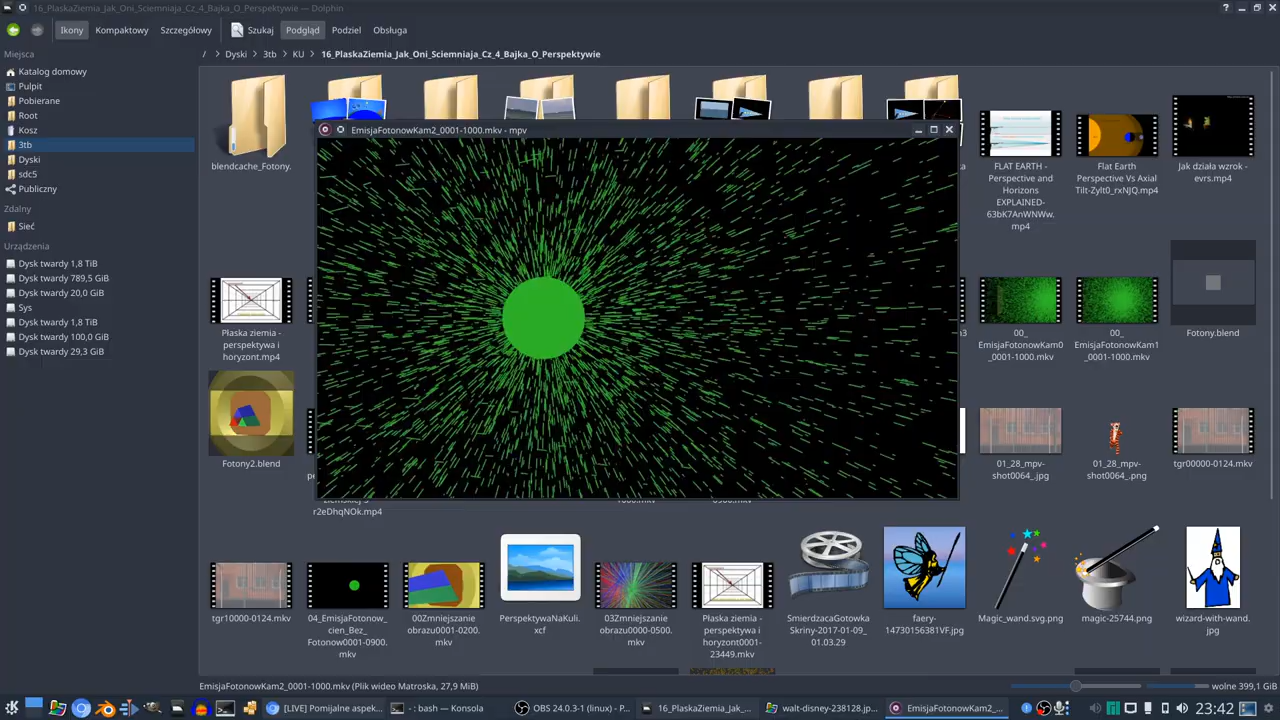 16_PlaskaZiemia_Jak_Oni_Sciemniaja_Cz_4_Bajka_O_Perspektywie — Dolphin
Ikony
Kompaktowy
Szczegółowy
Szukaj
Podgląd
Podziel
Obsługa
Miejsca
/ > Dyski > 3tb > KU > 16_PlaskaZiemia_Jak_Oni_Sciemniaja_Cz_4_Bajka_O_Perspektywie
Katalog domowy
Pulpit
Pobierane
Root
Kosz
3tb
Dyski
sdc5
Publiczny
Zdalny
Sieć
Urządzenia
Dysk twardy 1,8 TiB
Dysk twardy 789,5 GiB
Dysk twardy 20,0 GiB
Sys
Dysk twardy 1,8 TiB
Dysk twardy 100,0 GiB
Dysk twardy 29,3 GiB
EmisjaFotonowKam2_0001-1000.mkv - mpv
blendcache_Fotony.
FLAT EARTH -
Perspective and
Horizons
EXPLAINED-
63bK7AnWNWw.
mp4
Flat Earth
Perspective Vs Axial
Tilt-Zylt0_rxNJQ.mp4
Jak działa wzrok -
evrs.mp4
Płaska ziemia -
perspektywa i
horyzont.mp4
00_
EmisjaFotonowKam0
_0001-1000.mkv
00_
EmisjaFotonowKam1
_0001-1000.mkv
Fotony.blend
Fotony2.blend
r2eDhqNOk.mp4
01_28_mpv-
shot0064_.jpg
01_28_mpv-
shot0064_.png
tgr00000-0124.mkv
tgr10000-0124.mkv
04_EmisjaFotonow_
cien_Bez_
Fotonow0001-0900.
mkv
00Zmniejszanie
obrazu0001-0200.
mkv
PerspektywaNaKuli.
xcf
03Zmniejszanie
obrazu0000-0500.
mkv
Płaska ziemia -
perspektywa i
horyzont0001-
23449.mkv
SmierdzacaGotowka
Skriny-2017-01-09_
01.03.29
faery-
14730156381VF.jpg
Magic_wand.svg.png
magic-25744.png
wizard-with-wand.
jpg
EmisjaFotonowKam2_0001-1000.mkv (Plik wideo Matroska, 27,9 MiB)
wolne 399,1 GiB
[LIVE] Pomijalne aspek...
- : bash — Konsola
OBS 24.0.3-1 (linux) - P...
16_PlaskaZiemia_Jak_...
walt-disney-238128.jp...
EmisjaFotonowKam2_...
23:42